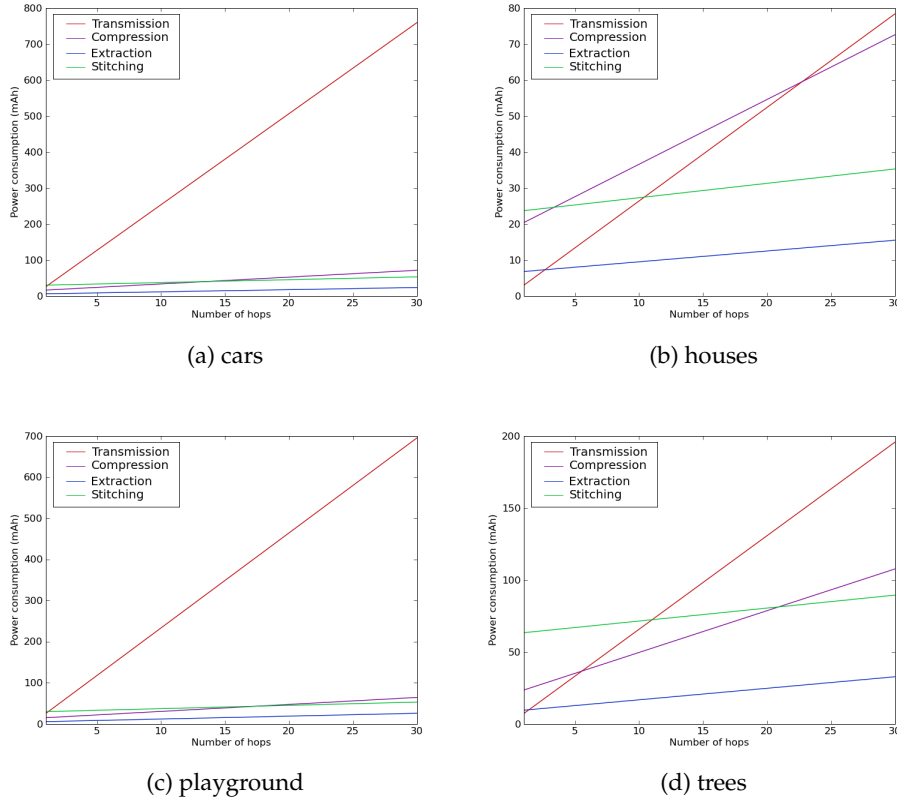 800
700
600
500
400
300
200
100
0
Power consumption (mAh)
Transmission
Compression
Extraction
Stitching
5 10 15 20 25 30
Number of hops
(a) cars
80
70
60
50
40
30
20
10
0
Power consumption (mAh)
Transmission
Compression
Extraction
Stitching
5 10 15 20 25 30
Number of hops
(b) houses
700
600
500
400
300
200
100
0
Power consumption (mAh)
Transmission
Compression
Extraction
Stitching
5 10 15 20 25 30
Number of hops
(c) playground
200
150
100
50
0
Power consumption (mAh)
Transmission
Compression
Extraction
Stitching
5 10 15 20 25 30
Number of hops
(d) trees